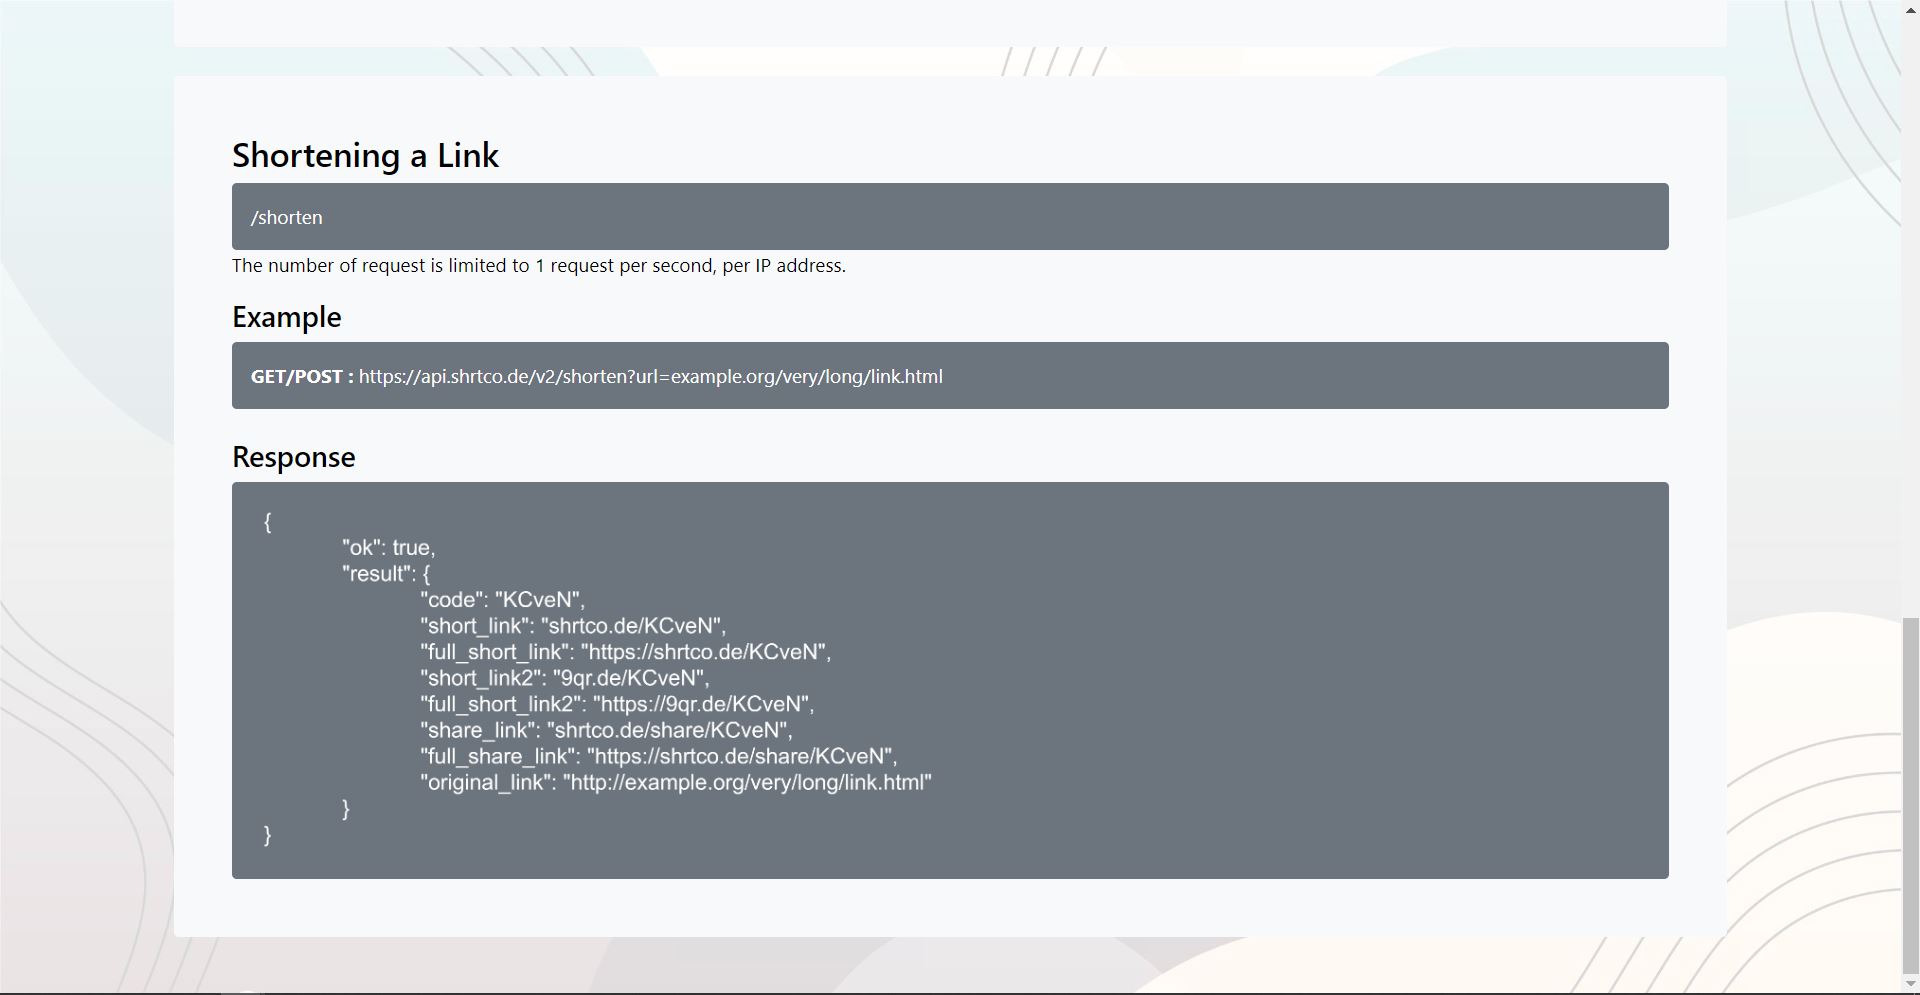 Shortening a Link
/shorten
The number of request is limited to 1 request per second, per IP address.
Example
GET/POST : https://api.shrtco.de/v2/shorten?url=example.org/very/long/link.html
Response
{
"ok": true,
"result": {
"code": "KCveN",
"short_link": "shrtco.de/KCveN",
"full_short_link": "https://shrtco.de/KCveN",
"short_link2": "9qr.de/KCveN",
"full_short_link2": "https://9qr.de/KCveN",
"share_link": "shrtco.de/share/KCveN",
"full_share_link": "https://shrtco.de/share/KCveN",
"original_link": "http://example.org/very/long/link.html"
}
}